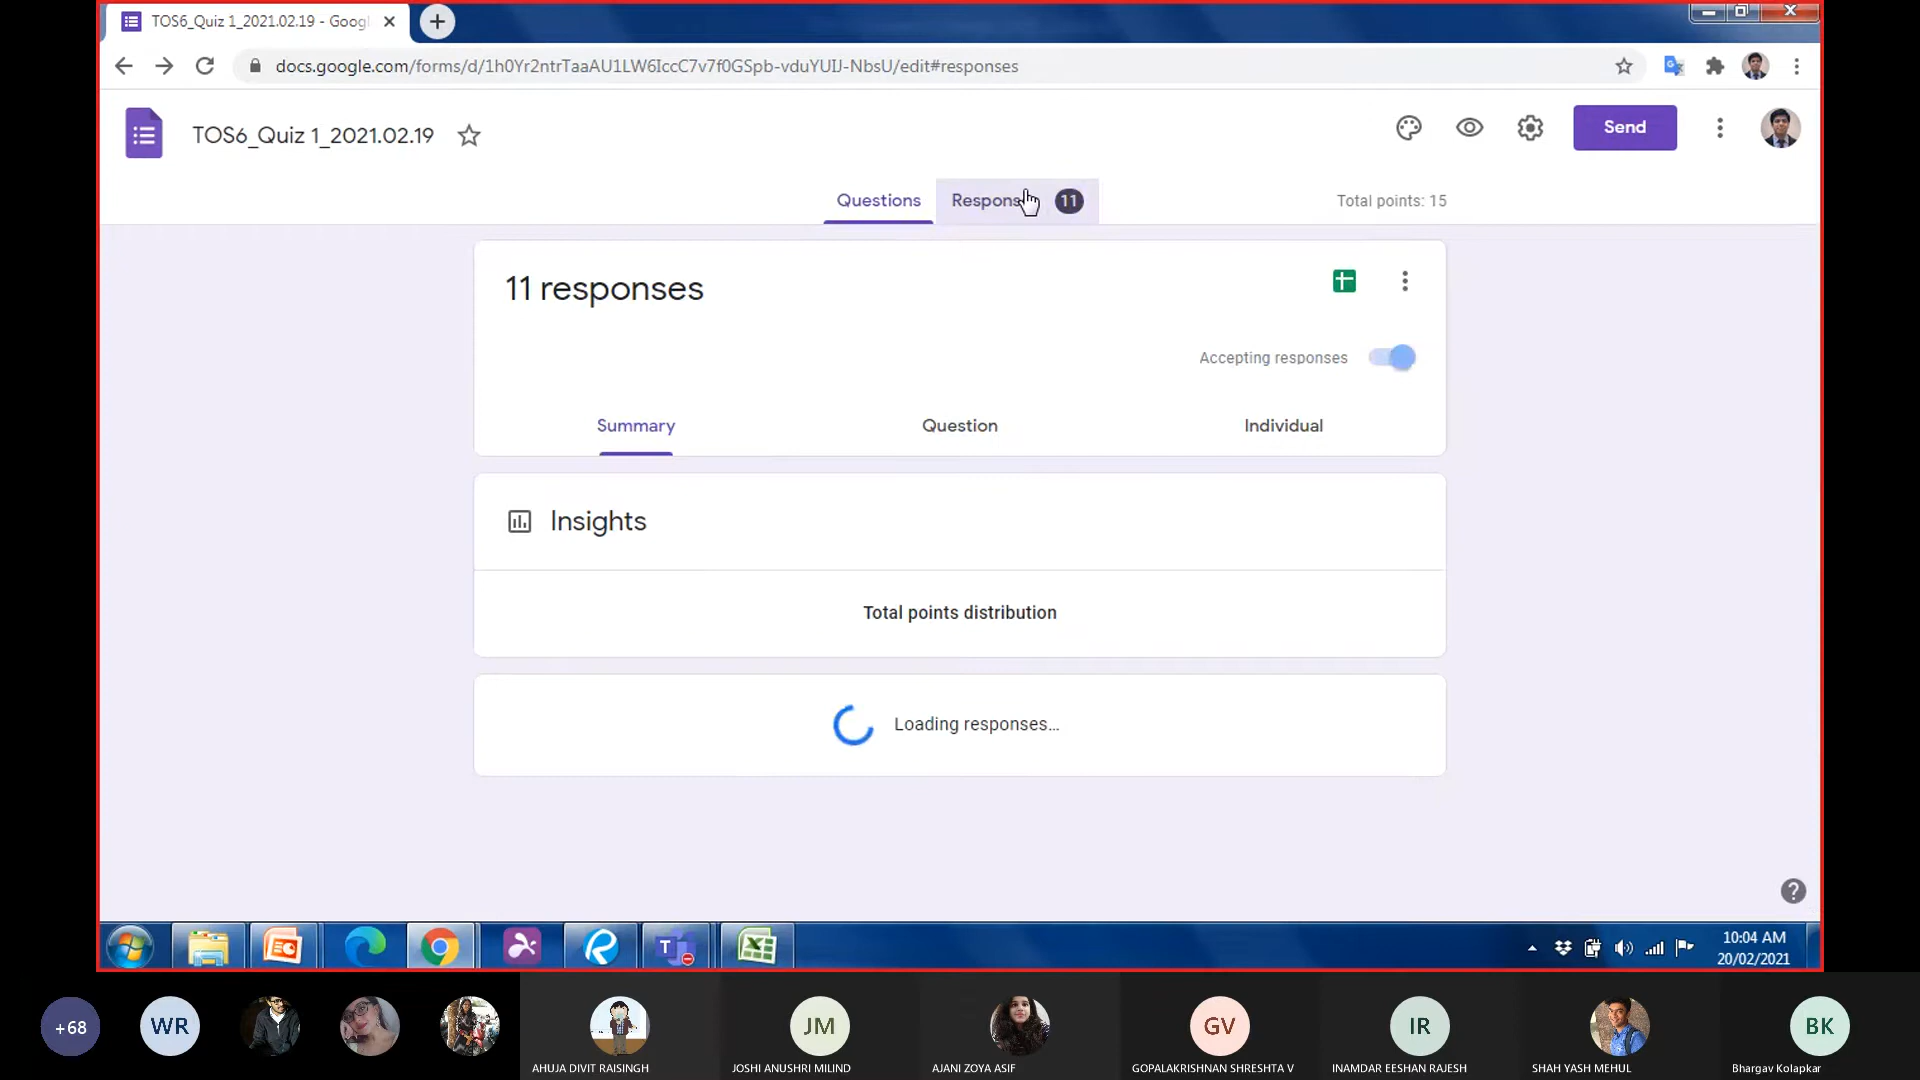 TOS6_Quiz 1_2021.02.19 - Goog
docs.google.com/forms/d/1h0Yr2ntrTaaAU1LW6IccC7v7f0GSpb-vduYUIJ-NbsU/edit#responses
TOS6_Quiz 1_2021.02.19
Send
Questions
Respons 11
Total points: 15
11 responses
Accepting responses
Summary
Question
Individual
Insights
Total points distribution
Loading responses...
10:04 AM
20/02/2021
+68
WR
JM
GV
IR
BK
AHUJA DIVIT RAISINGH
JOSHI ANUSHRI MILIND
AJANI ZOYA ASIF
GOPALAKRISHNAN SHRESHTA V
INAMDAR EESHAN RAJESH
SHAH YASH MEHUL
Bhargav Kolapkar